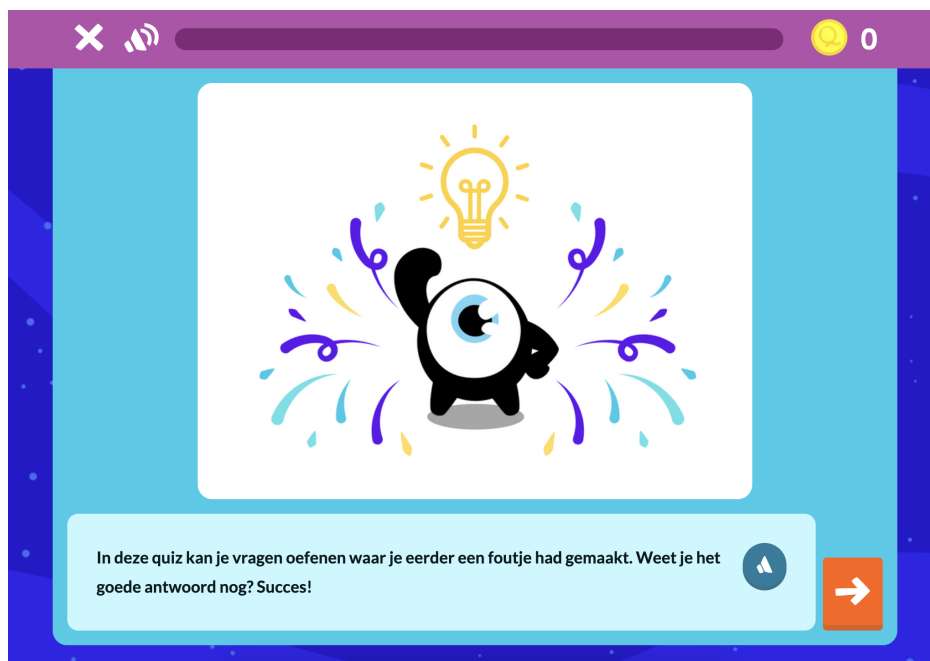 0
In deze quiz kan je vragen oefenen waar je eerder een foutje had gemaakt. Weet je het
goede antwoord nog? Succes!